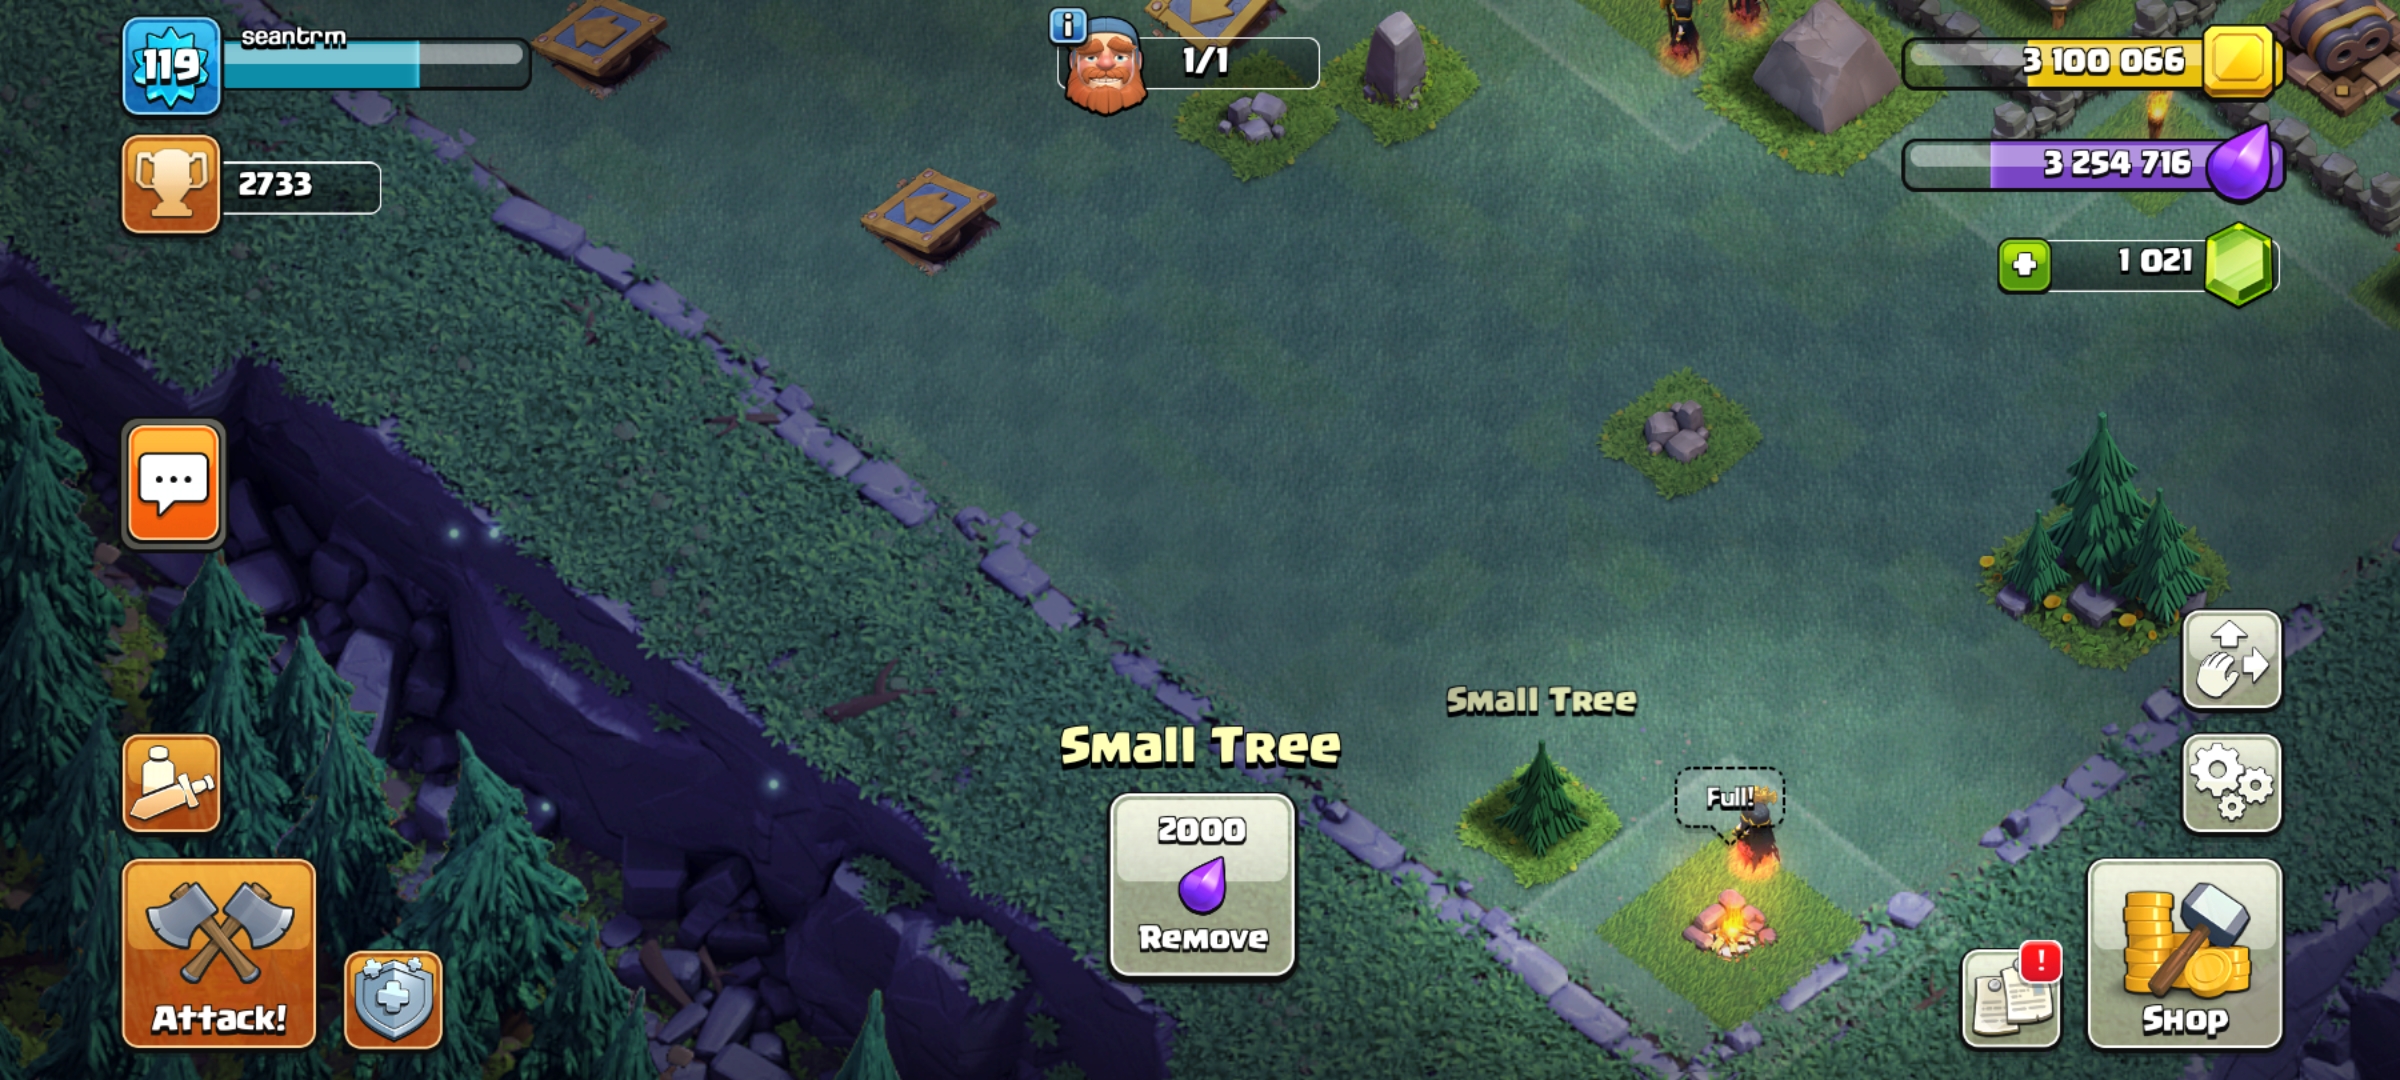 119
seantrm
1/1
3 100 066
2733
3 254 716
1 021
Small Tree
Small Tree
Full!
2000
Remove
Attack!
!
Shop